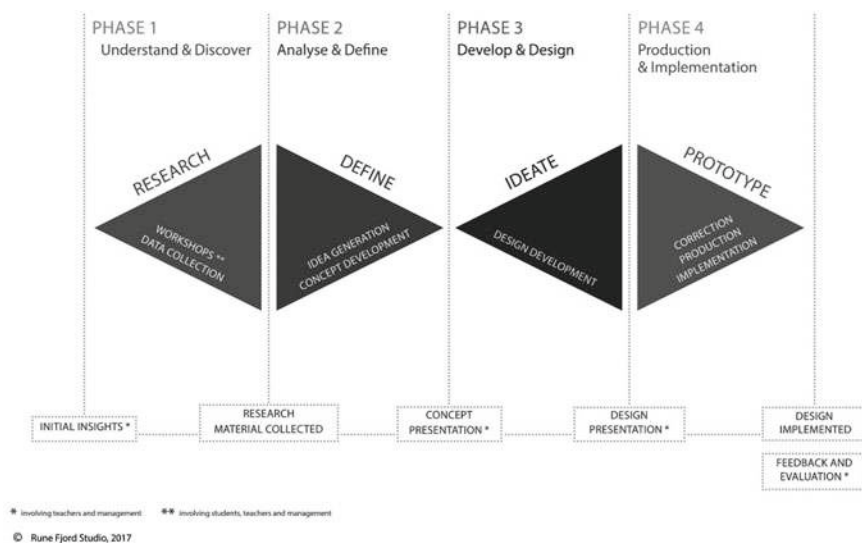 PHASE 1
Understand & Discover
PHASE 2
Analyse & Define
PHASE 3
Develop & Design
PHASE 4
Production
& Implementation
RESEARCH
WORKSHOPS **
DATA COLLECTION
DEFINE
IDEA GENERATION
CONCEPT DEVELOPMENT
IDEATE
DESIGN DEVELOPMENT
PROTOTYPE
CORRECTION
PRODUCTION
IMPLEMENTATION
INITIAL INSIGHTS *
RESEARCH
MATERIAL COLLECTED
CONCEPT
PRESENTATION *
DESIGN
PRESENTATION *
DESIGN
IMPLEMENTED
FEEDBACK AND
EVALUATION *
* involving teachers and management ** involving students, teachers and management
© Rune Fjord Studio, 2017